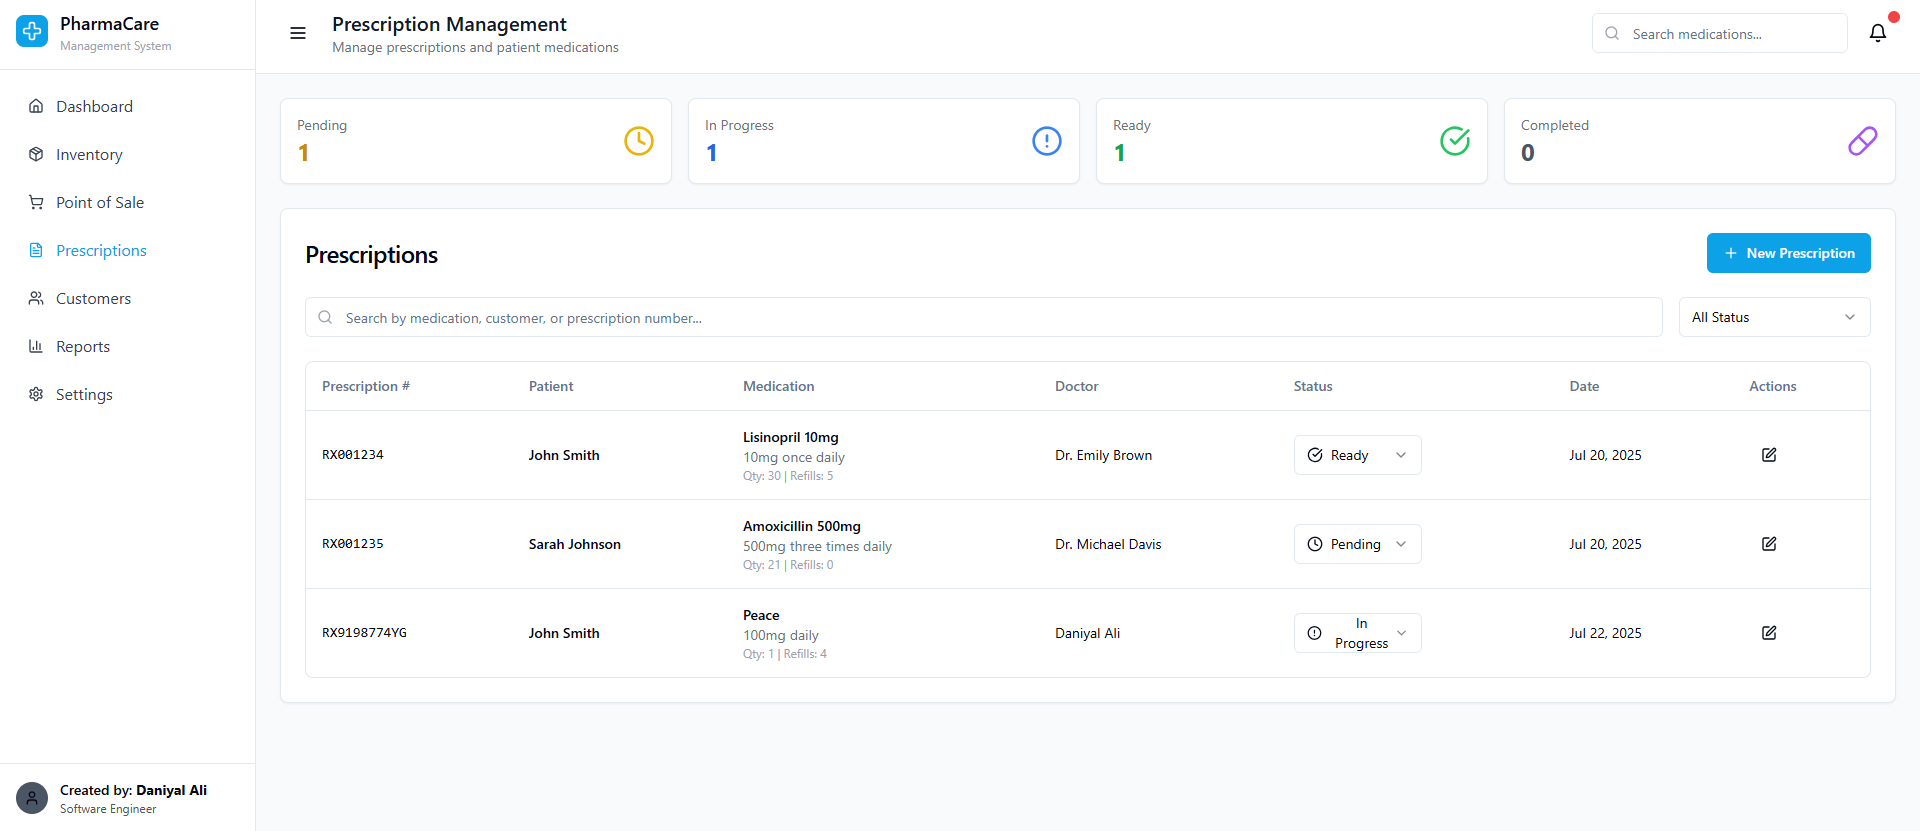 PharmaCare
Management System
Dashboard
Inventory
Point of Sale
Prescriptions
Customers
Reports
Settings
Created by: Daniyal Ali
Software Engineer
Prescription Management
Manage prescriptions and patient medications
Search medications...
Pending
1
In Progress
1
Ready
1
Completed
0
Prescriptions
New Prescription
Search by medication, customer, or prescription number...
All Status
Prescription # Patient Medication Doctor Status Date Actions
RX001234 John Smith Lisinopril 10mg Dr. Emily Brown Ready Jul 20, 2025
10mg once daily
Qty: 30 | Refills: 5
RX001235 Sarah Johnson Amoxicillin 500mg Dr. Michael Davis Pending Jul 20, 2025
500mg three times daily
Qty: 21 | Refills: 0
RX9198774YG John Smith Peace Daniyal Ali In Progress Jul 22, 2025
100mg daily
Qty: 1 | Refills: 4